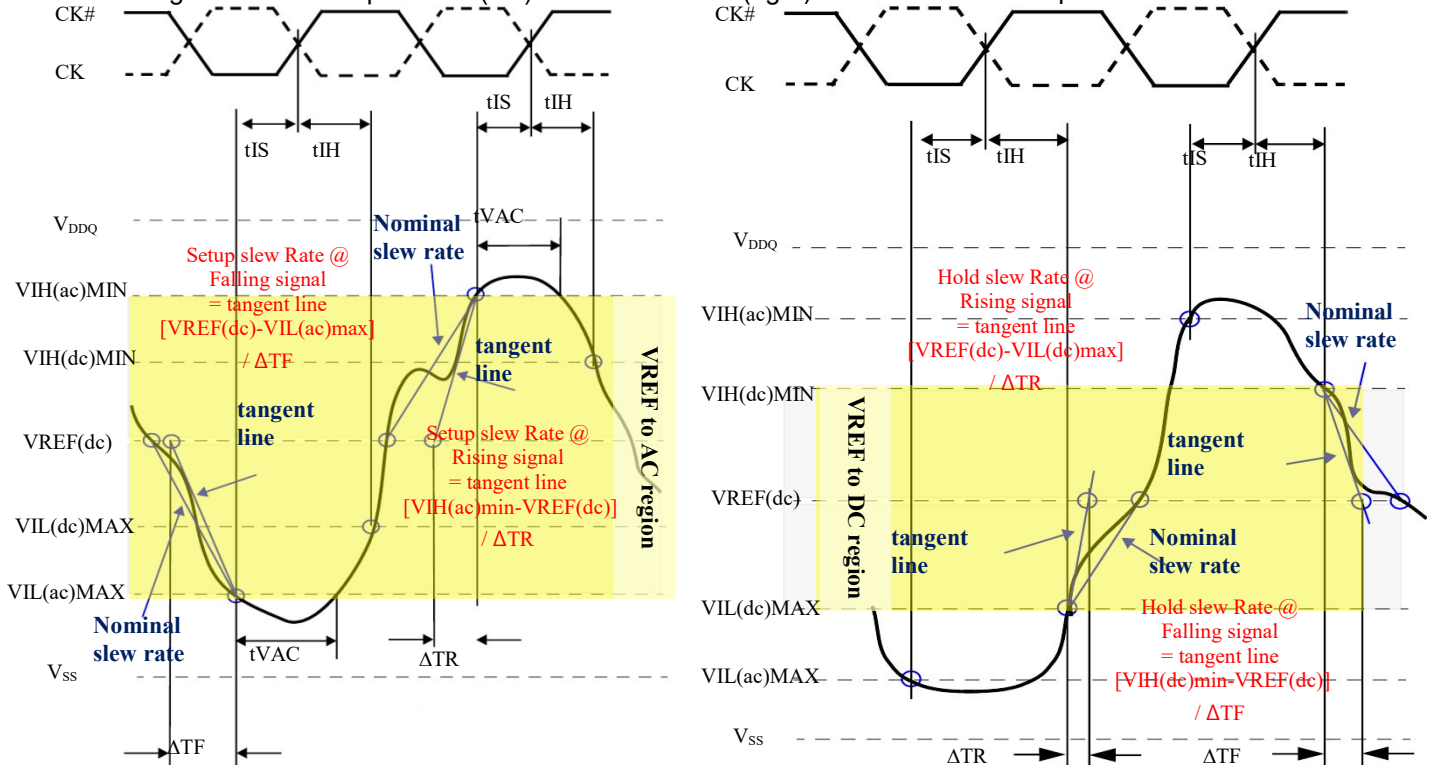 CK#
CK
tIS
tIH
tIS
tIH
VDDQ
Nominal
slew rate
tVAC
Setup slew Rate @
Falling signal
= tangent line
[VREF(dc)-VIL(ac)max]
/ ΔTF
VIH(ac)MIN
VIH(dc)MIN
tangent
line
VREF to AC region
tangent
line
VREF(dc)
Setup slew Rate @
Rising signal
= tangent line
[VIH(ac)min-VREF(dc)]
/ ΔTR
VIL(dc)MAX
VIL(ac)MAX
Nominal
slew rate
tVAC
ΔTR
VSS
ΔTF
CK#
CK
tIS
tIH
tIS
tIH
VDDQ
Hold slew Rate @
Rising signal
= tangent line
[VREF(dc)-VIL(dc)max]
/ ΔTR
VIH(ac)MIN
Nominal
slew rate
VIH(dc)MIN
VREF to DC region
tangent
line
VREF(dc)
tangent
line
Nominal
slew rate
VIL(dc)MAX
Hold slew Rate @
Falling signal
= tangent line
[VIH(dc)min-VREF(dc)]
/ ΔTF
VIL(ac)MAX
VSS
ΔTR
ΔTF